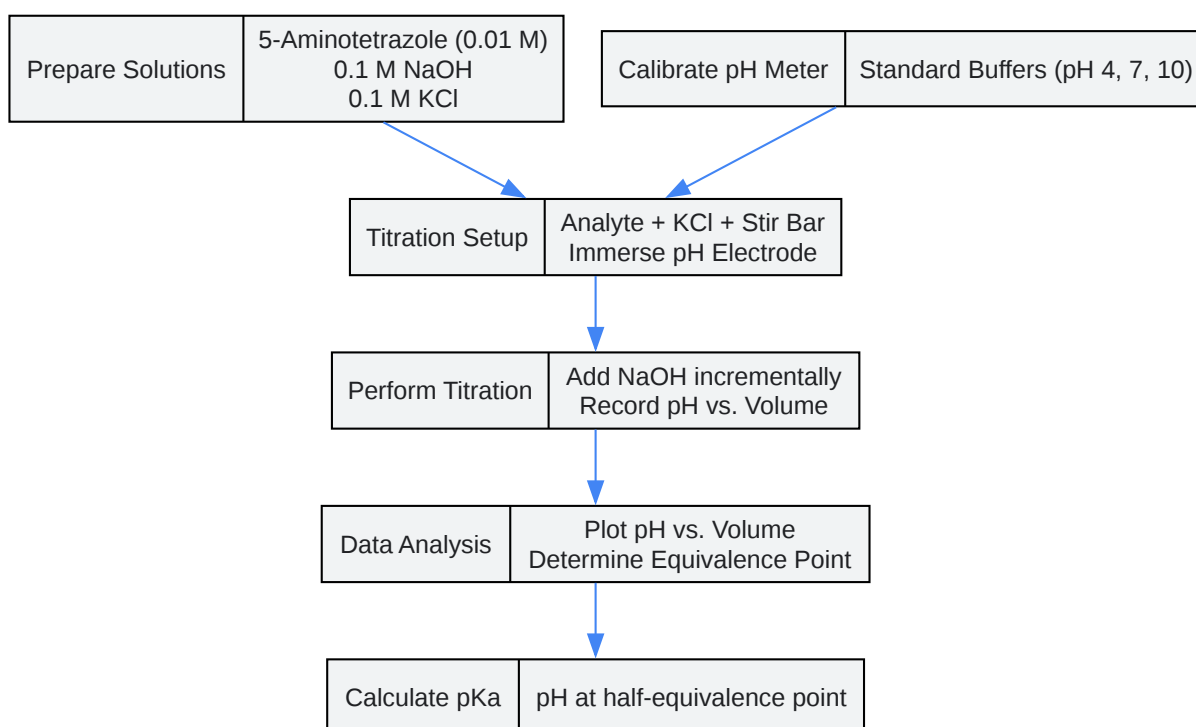 Prepare Solutions
5-Aminotetrazole (0.01 M)
0.1 M NaOH
0.1 M KCl
Calibrate pH Meter
Standard Buffers (pH 4, 7, 10)
Titration Setup
Analyte + KCl + Stir Bar
Immerse pH Electrode
Perform Titration
Add NaOH incrementally
Record pH vs. Volume
Data Analysis
Plot pH vs. Volume
Determine Equivalence Point
Calculate pKa
pH at half-equivalence point